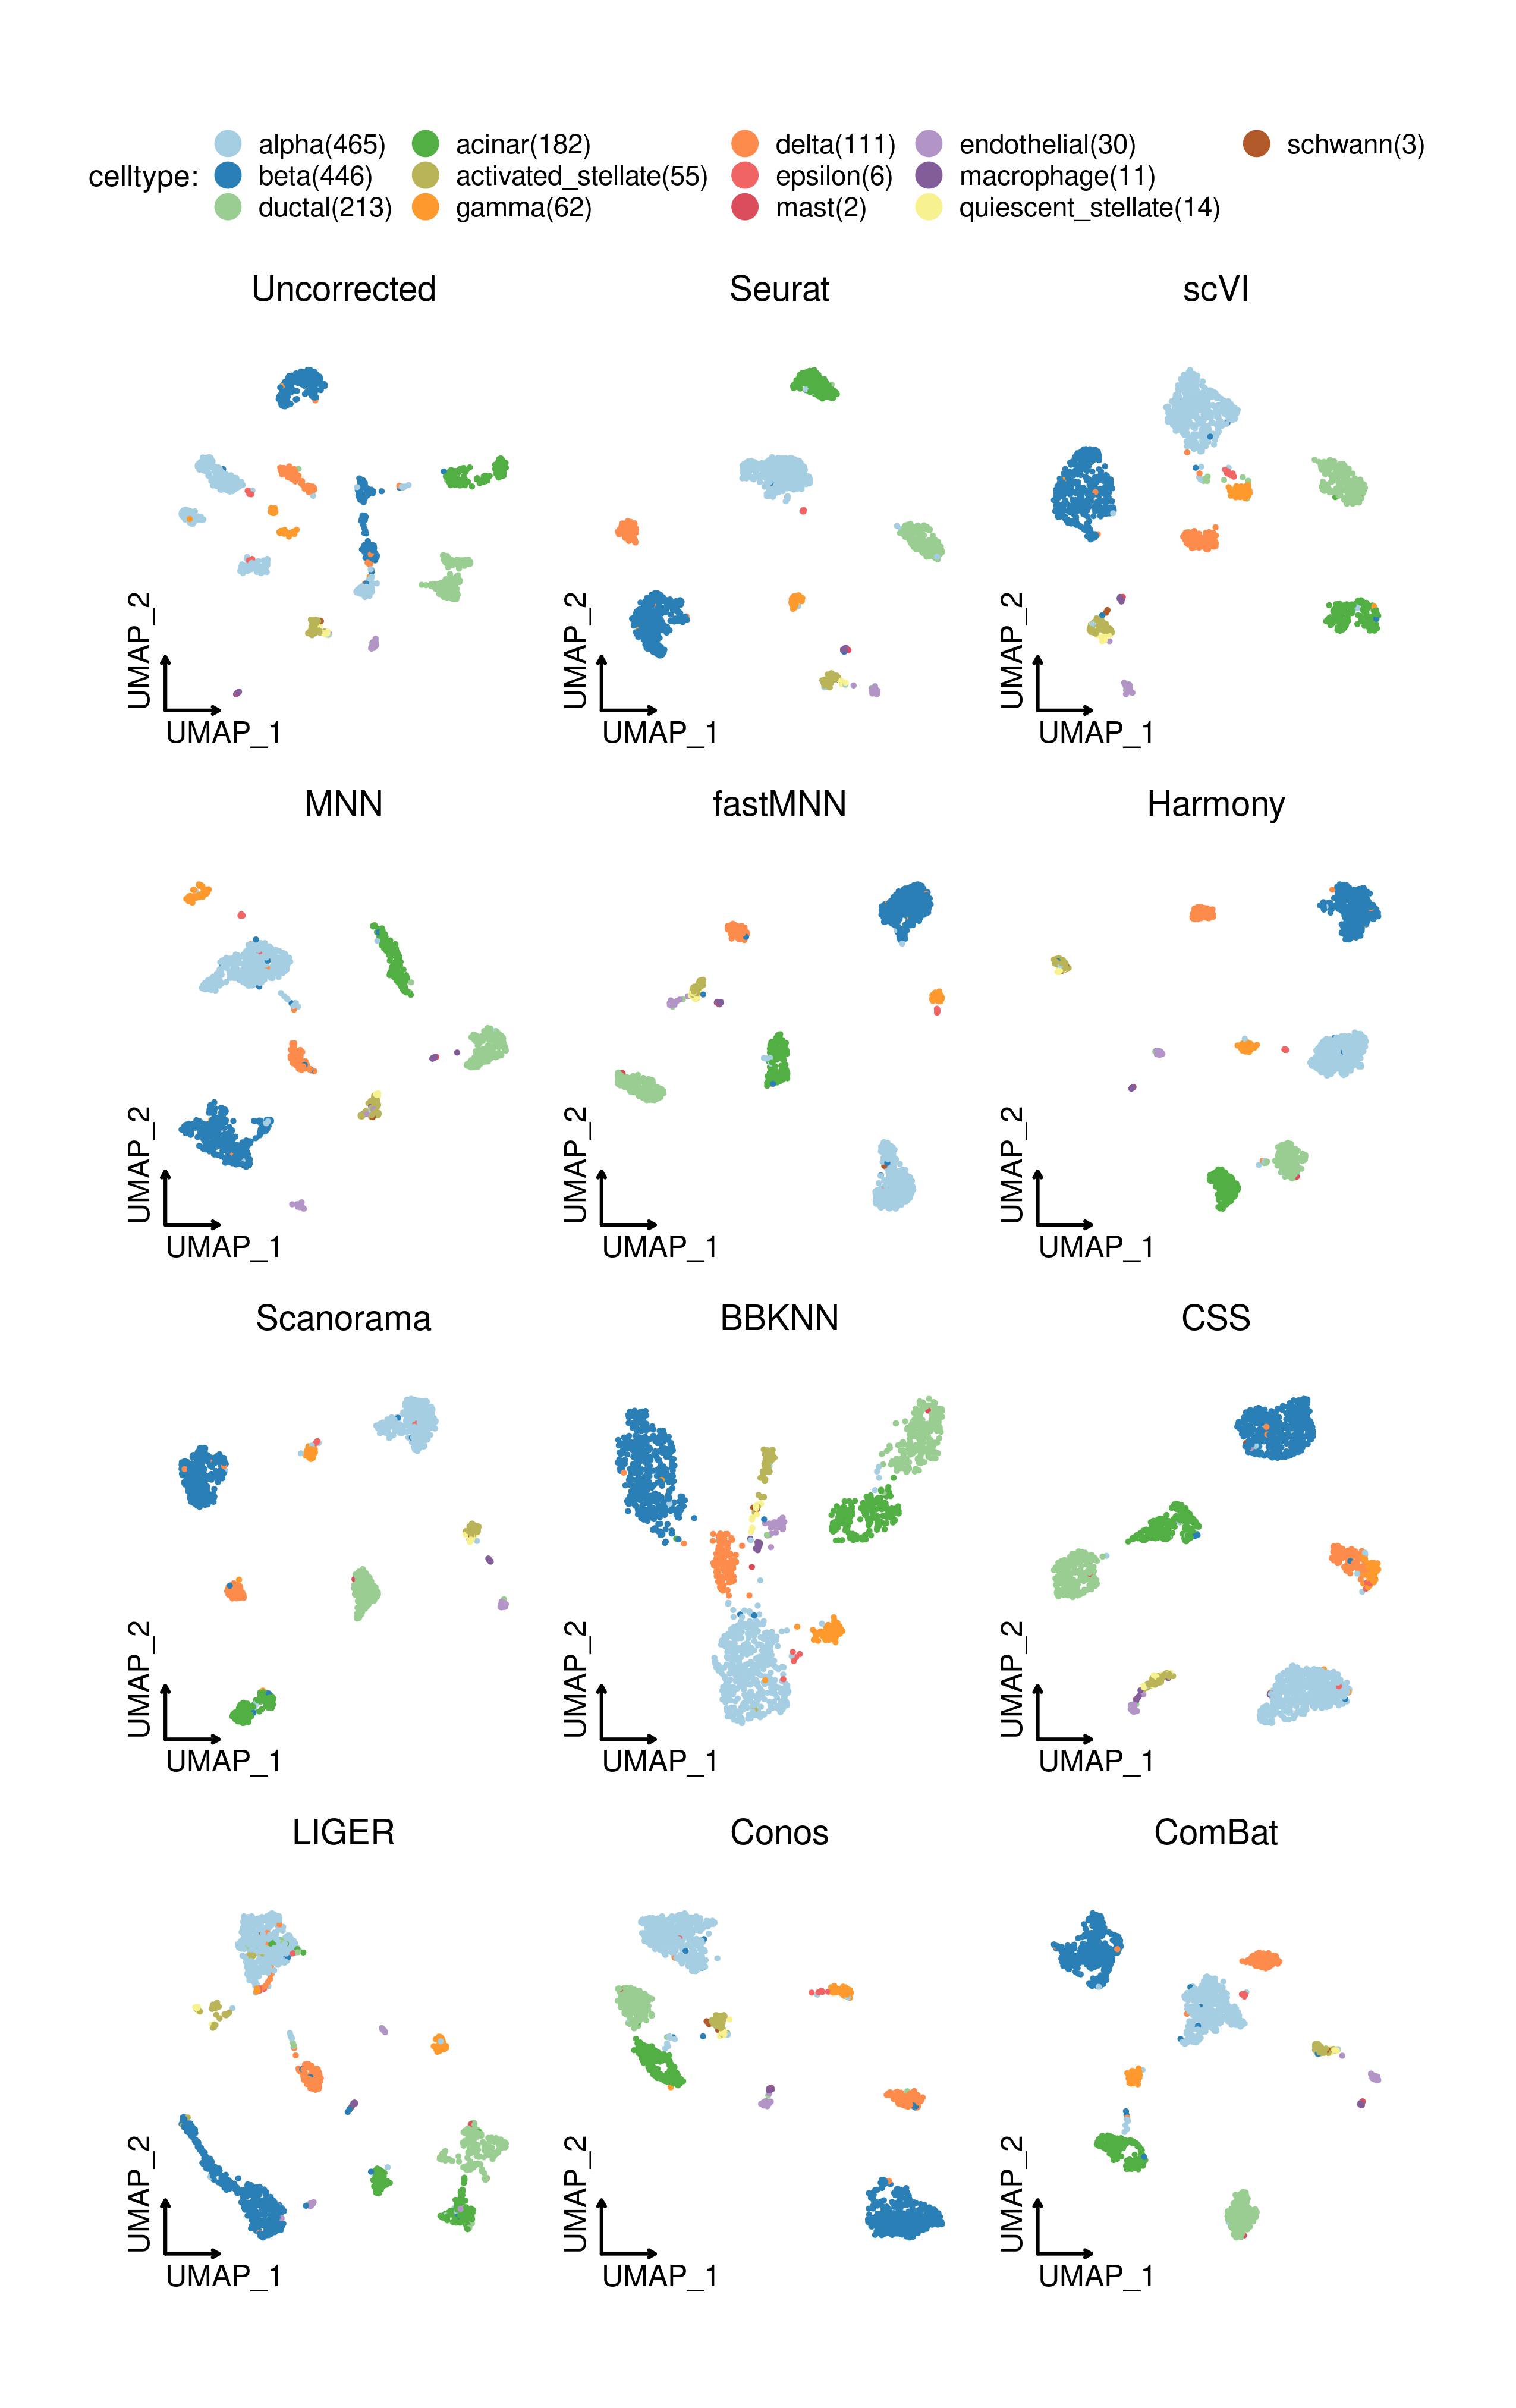 alpha(465) acinar(182) delta(111) endothelial(30) schwann(3)
celltype: beta(446) activated_stellate(55) epsilon(6) macrophage(11)
ductal(213) gamma(62) mast(2) quiescent_stellate(14)
Uncorrected Seurat scVI
UMAP_2 UMAP_2 UMAP_2
UMAP_1 UMAP_1 UMAP_1
MNN fastMNN Harmony
UMAP_2 UMAP_2 UMAP_2
UMAP_1 UMAP_1 UMAP_1
Scanorama BBKNN CSS
UMAP_2 UMAP_2 UMAP_2
UMAP_1 UMAP_1 UMAP_1
LIGER Conos ComBat
UMAP_2 UMAP_2 UMAP_2
UMAP_1 UMAP_1 UMAP_1